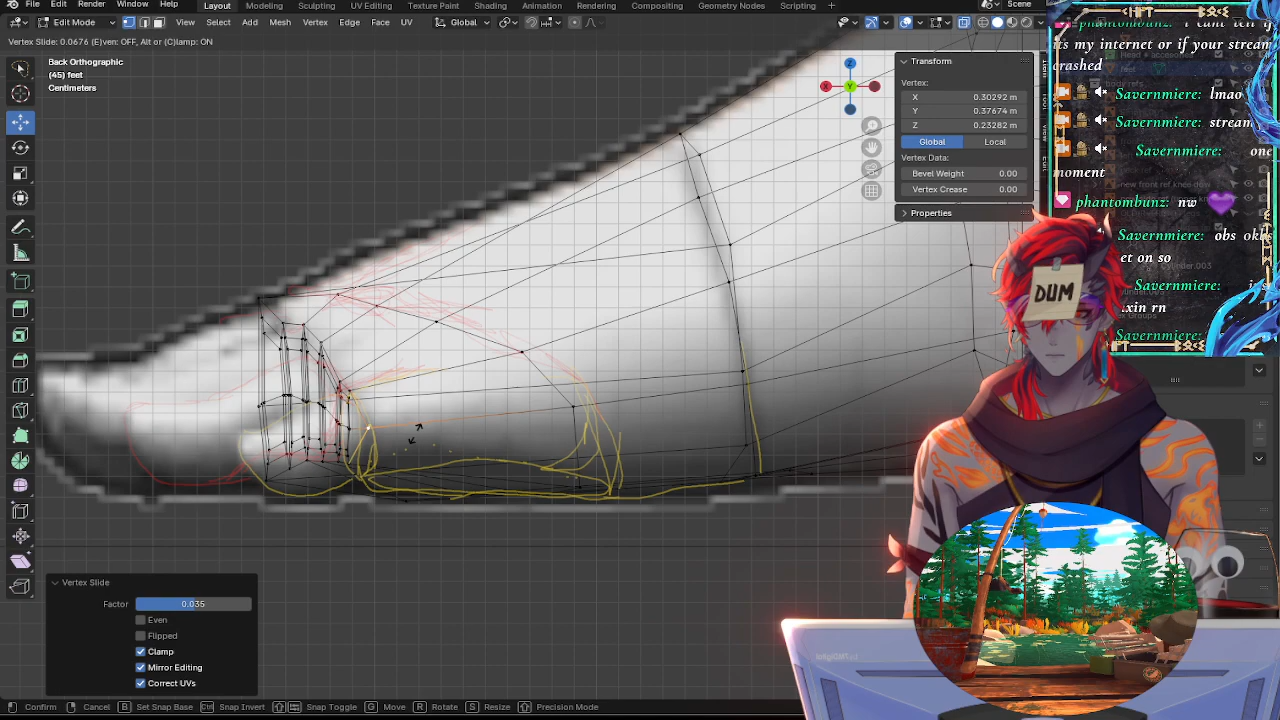 File Edit Render Window Help Layout Modeling Sculpting UV Editing Texture Paint Shading Animation Rendering Compositing Geometry Nodes Scripting + Scene
Edit Mode View Select Add Mesh Vertex Edge Face UV Global
Vertex Slide: 0.0676 (E)ven: OFF, Alt or (C)lamp: ON
Back Orthographic
(45) feet
Centimeters
Z
X
Y
Transform
Vertex:
X 0.30292 m
Y 0.37674 m
Z 0.23282 m
Global Local
Vertex Data:
Bevel Weight 0.00
Vertex Crease 0.00
Properties
its my internet or if your stream
crashed
Savernmiere: lmao
Savernmiere: stream
Savernmiere: one
moment
phantombunz: nw
Savernmiere: obs ok
et on so
Savernmiere:
ixin rn
Savernmiere:
DUM
Vertex Slide
Factor 0.035
Even
Flipped
Clamp
Mirror Editing
Correct UVs
Confirm Cancel B Set Snap Base Ctrl Snap Invert Snap Toggle G Move R Rotate S Resize Precision Mode